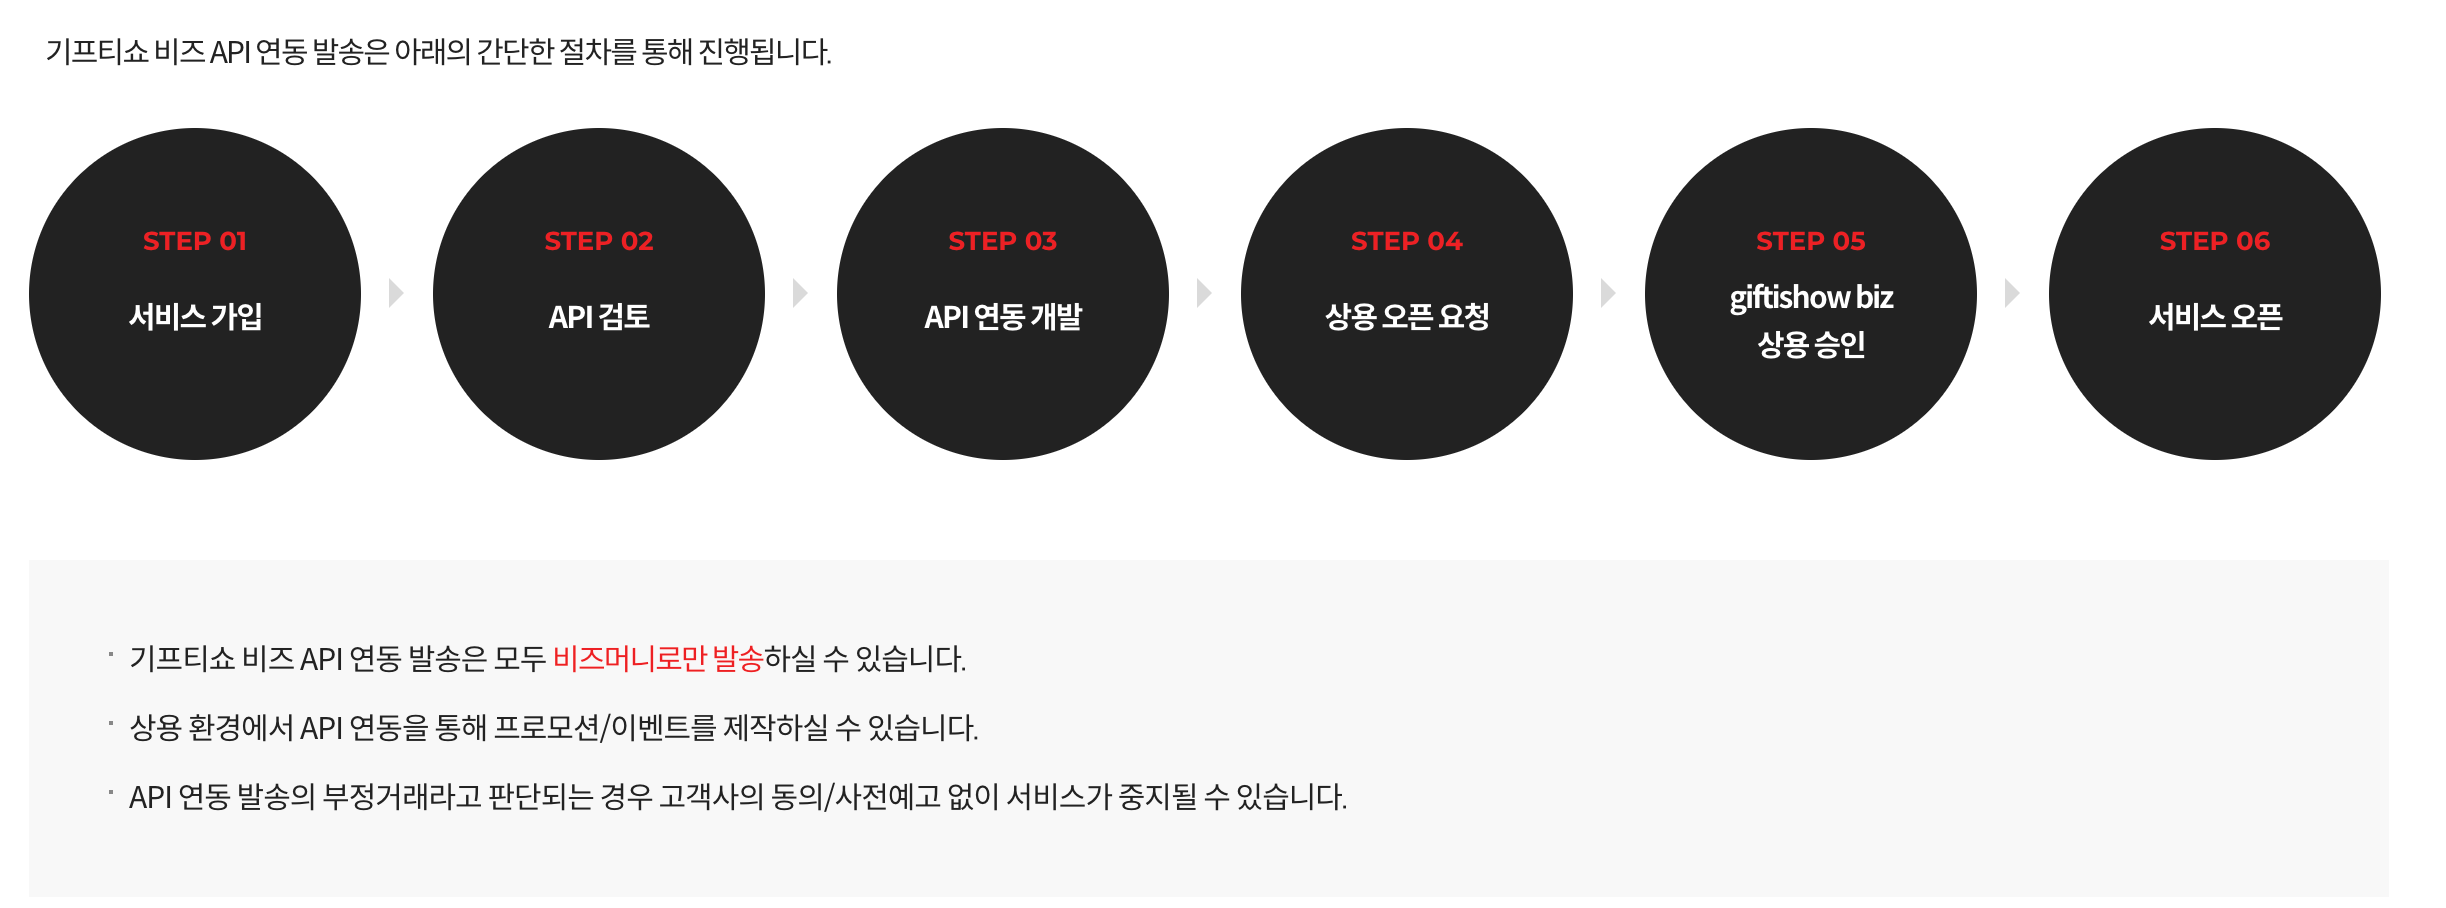 기프티쇼 비즈 API 연동 발송은 아래의 간단한 절차를 통해 진행됩니다.
STEP 01
서비스 가입
STEP 02
API 검토
STEP 03
API 연동 개발
STEP 04
상용 오픈 요청
STEP 05
giftishow biz
상용 승인
STEP 06
서비스 오픈
· 기프티쇼 비즈 API 연동 발송은 모두 비즈머니로만 발송하실 수 있습니다.
· 상용 환경에서 API 연동을 통해 프로모션/이벤트를 제작하실 수 있습니다.
· API 연동 발송의 부정거래라고 판단되는 경우 고객사의 동의/사전예고 없이 서비스가 중지될 수 있습니다.